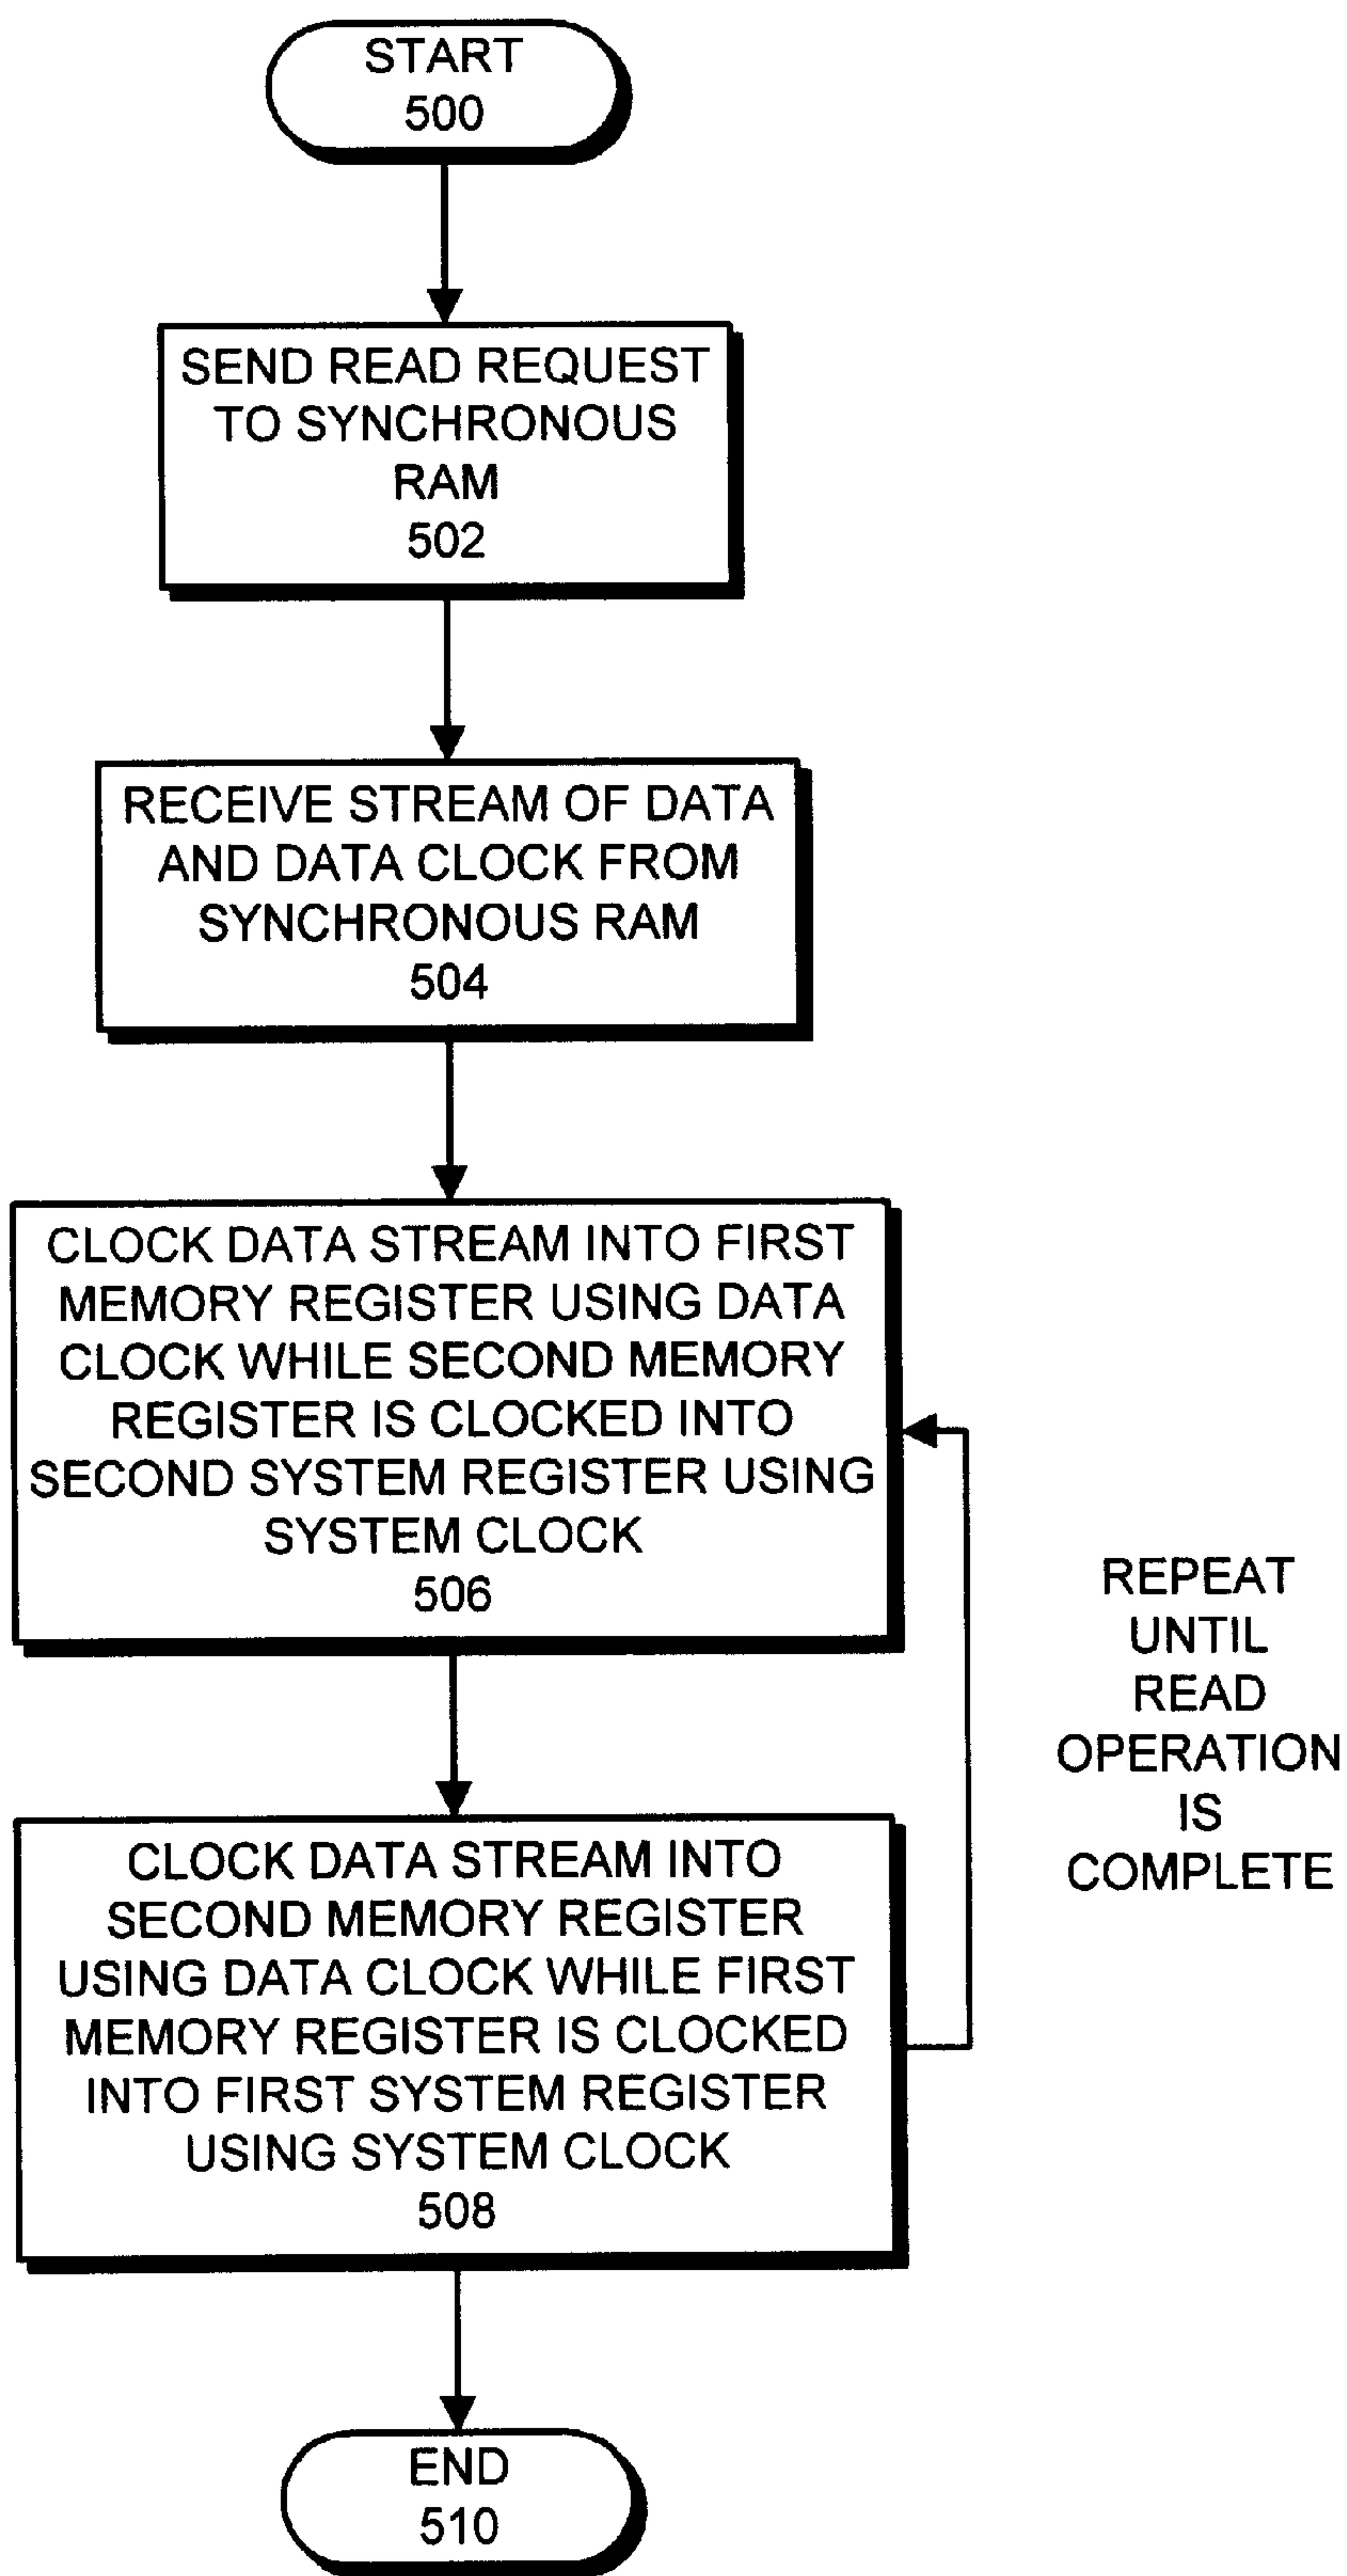 START
500
SEND READ REQUEST
TO SYNCHRONOUS
RAM
502
RECEIVE STREAM OF DATA
AND DATA CLOCK FROM
SYNCHRONOUS RAM
504
CLOCK DATA STREAM INTO FIRST
MEMORY REGISTER USING DATA
CLOCK WHILE SECOND MEMORY
REGISTER IS CLOCKED INTO
SECOND SYSTEM REGISTER USING
SYSTEM CLOCK
506
REPEAT
UNTIL
READ
OPERATION
IS
COMPLETE
CLOCK DATA STREAM INTO
SECOND MEMORY REGISTER
USING DATA CLOCK WHILE FIRST
MEMORY REGISTER IS CLOCKED
INTO FIRST SYSTEM REGISTER
USING SYSTEM CLOCK
508
END
510